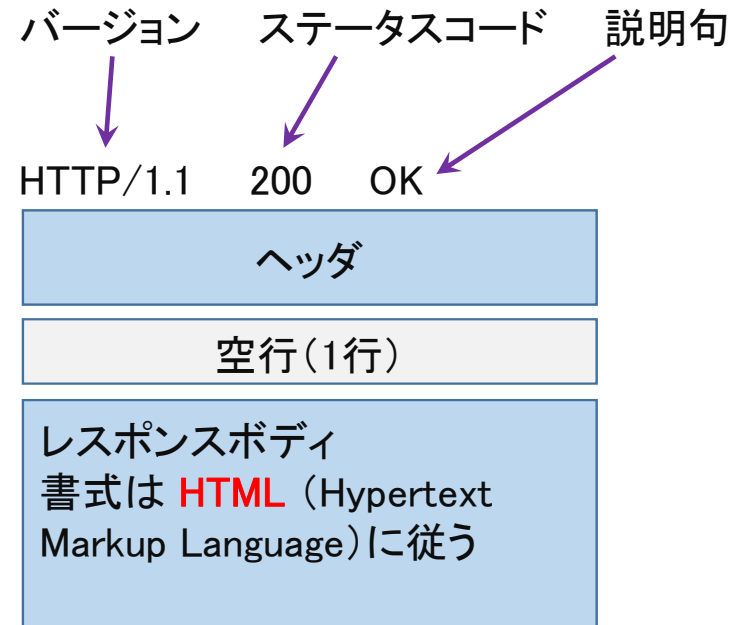 バージョン ステータスコード 説明句
HTTP/1.1 200 OK
ヘッダ
空行(1行)
レスポンスボディ
書式は HTML (Hypertext
Markup Language)に従う